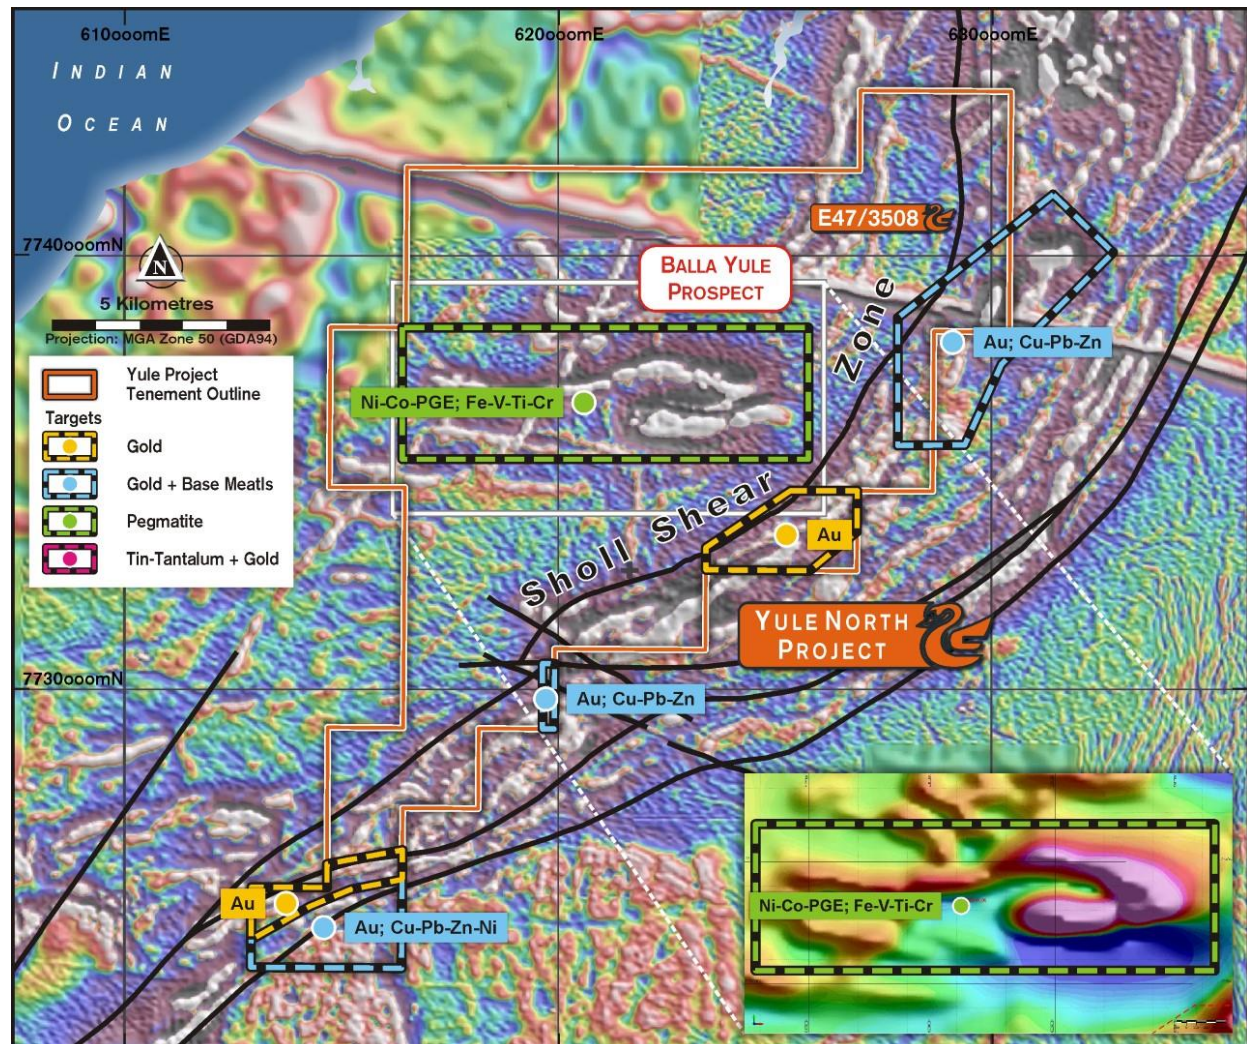 610000mE
620000mE
630000mE
INDIAN
OCEAN
E47/3508
7740000mN
N
BALLA YULE
PROSPECT
5 Kilometres
Projection: MGA Zone 50 (GDA94)
Zone
Au; Cu-Pb-Zn
Yule Project
Tenement Outline
Targets
Gold
Gold + Base Meatls
Pegmatite
Tin-Tantalum + Gold
Ni-Co-PGE; Fe-V-Ti-Cr
Sholl Shear
Au
YULE NORTH
PROJECT
7730000mN
Au; Cu-Pb-Zn
Au
Au; Cu-Pb-Zn-Ni
Ni-Co-PGE; Fe-V-Ti-Cr